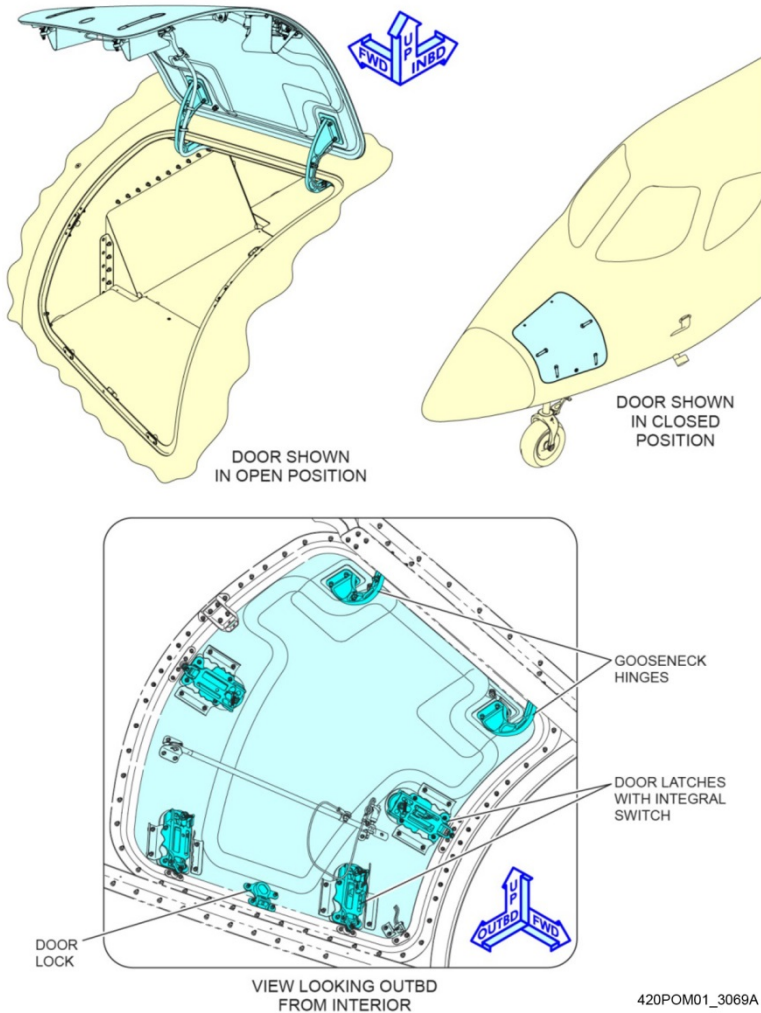 FWD
UP
INBD
DOOR SHOWN
IN OPEN POSITION
DOOR SHOWN
IN CLOSED
POSITION
GOOSENECK
HINGES
DOOR LATCHES
WITH INTEGRAL
SWITCH
UP
OUTBD
FWD
DOOR
LOCK
VIEW LOOKING OUTBD
FROM INTERIOR
420POM01_3069A